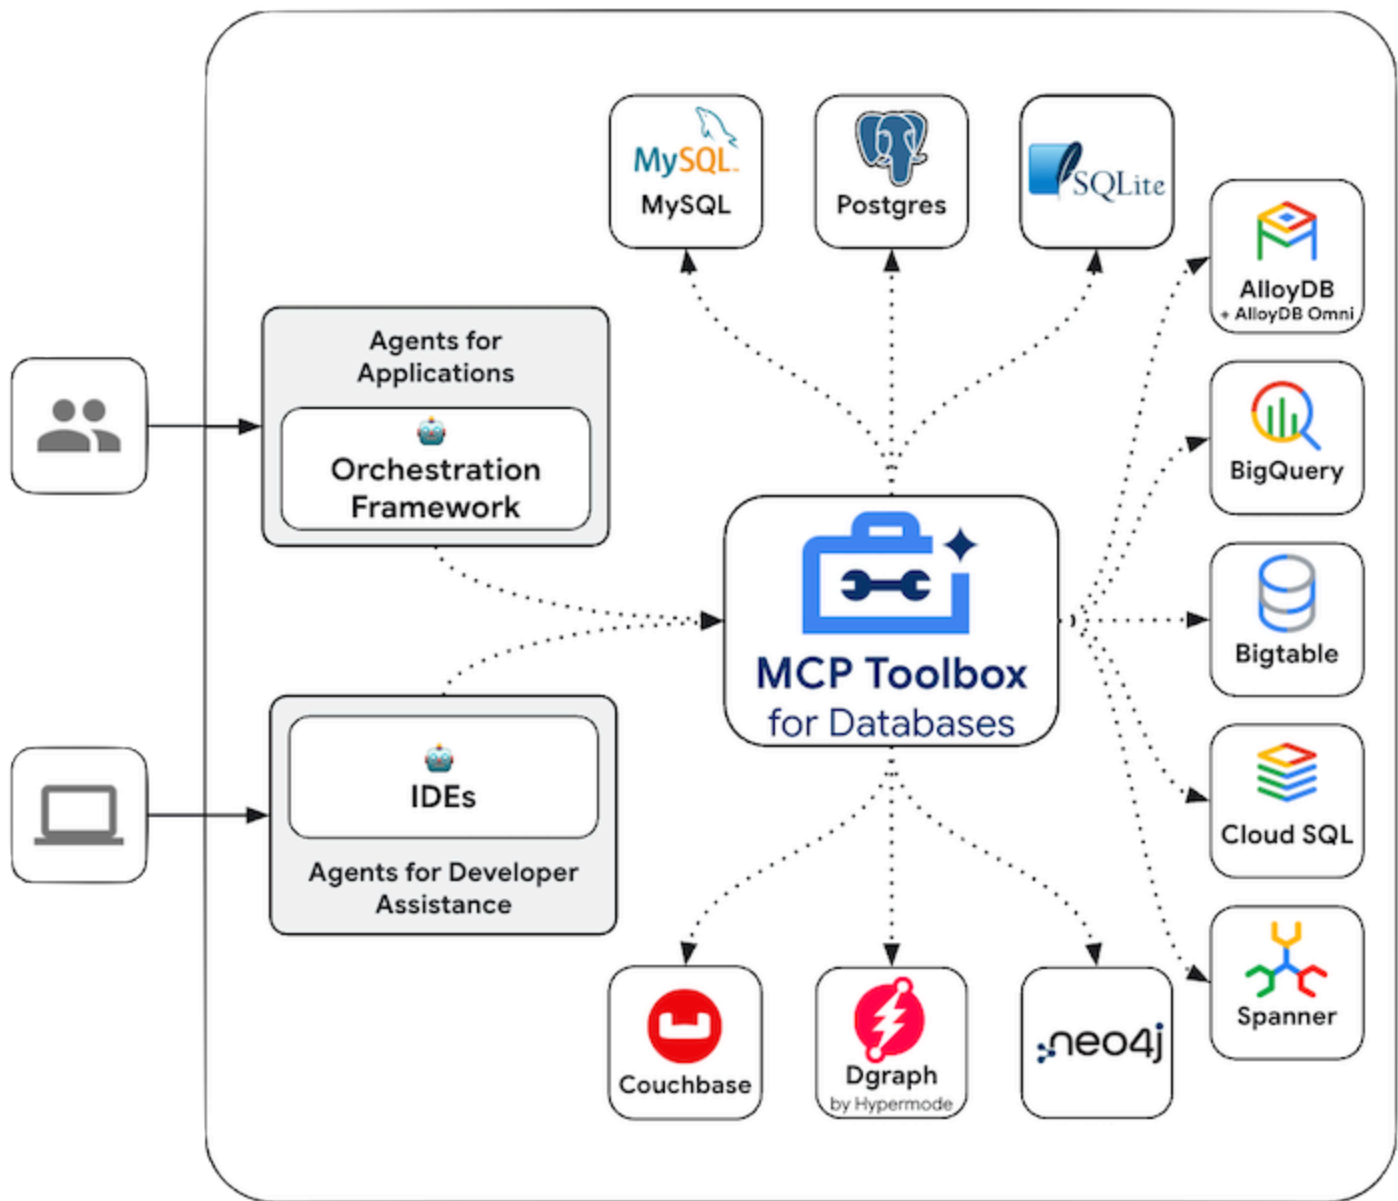 MySQL
MySQL
Postgres
SQLite
AlloyDB
+ AlloyDB Omni
Agents for
Applications
Orchestration
Framework
BigQuery
Bigtable
MCP Toolbox
for Databases
IDEs
Agents for Developer
Assistance
Cloud SQL
Spanner
Couchbase
Dgraph
by Hypermode
neo4j